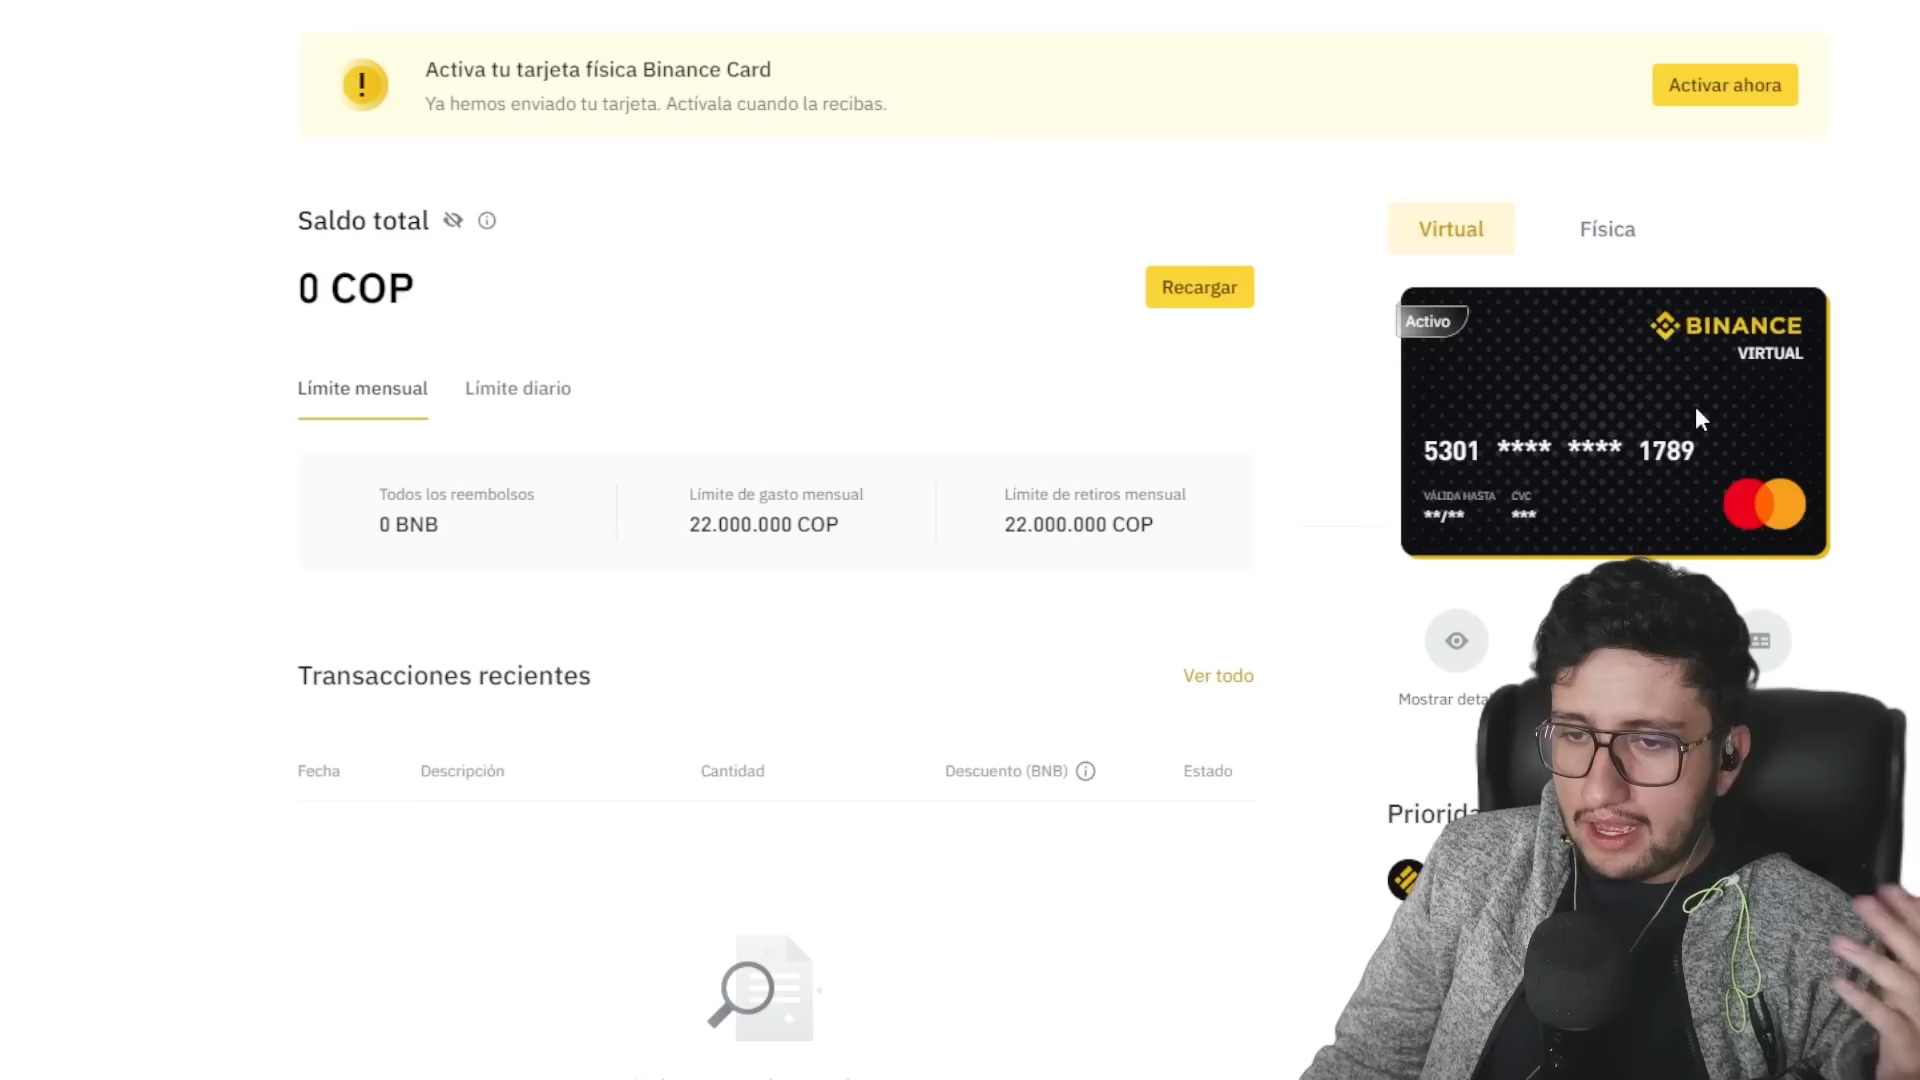 Activa tu tarjeta física Binance Card
Ya hemos enviado tu tarjeta. Actívala cuando la recibas.
Activar ahora
Saldo total
0 COP
Recargar
Límite mensual
Límite diario
Todos los reembolsos
0 BNB
Límite de gasto mensual
22.000.000 COP
Límite de retiros mensual
22.000.000 COP
Transacciones recientes
Ver todo
Fecha
Descripción
Cantidad
Descuento (BNB)
Estado
Virtual
Física
Activo
BINANCE
VIRTUAL
5301 **** **** 1789
VÁLIDA HASTA
CVC
**/**
***
Mostrar